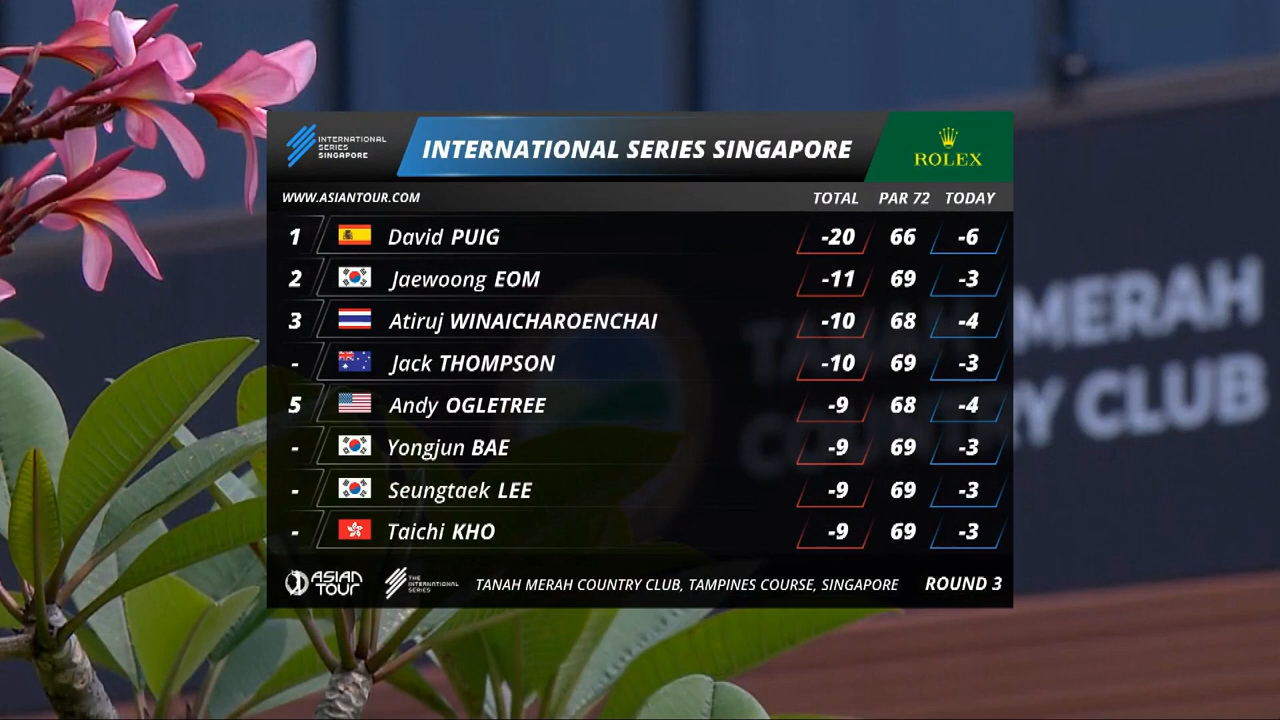 INTERNATIONAL
SERIES
SINGAPORE
INTERNATIONAL SERIES SINGAPORE
ROLEX
WWW.ASIANTOUR.COM TOTAL PAR 72 TODAY
1 David PUIG -20 66 -6
2 Jaewoong EOM -11 69 -3
3 Atiruj WINAICHAROENCHAI -10 68 -4
- Jack THOMPSON -10 69 -3
5 Andy OGLETREE -9 68 -4
- Yongjun BAE -9 69 -3
- Seungtaek LEE -9 69 -3
- Taichi KHO -9 69 -3
ASIAN
TOUR
THE
INTERNATIONAL
SERIES
TANAH MERAH COUNTRY CLUB, TAMPINES COURSE, SINGAPORE ROUND 3
TANAH MERAH
COUNTRY CLUB